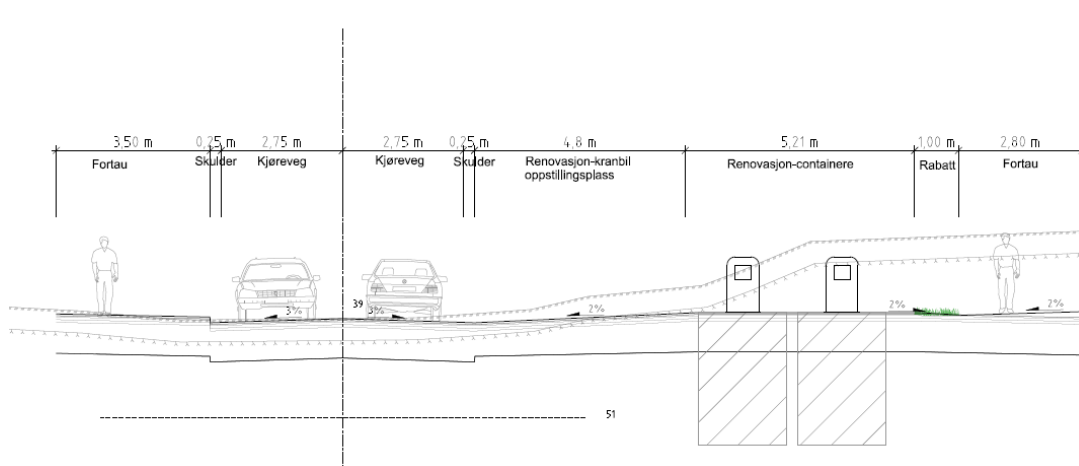 3,50 m
0,25 m
2,75 m
2,75 m
0,25 m
4,8 m
5,21 m
1,00 m
2,80 m
Fortau
Skulder
Kjøreveg
Kjøreveg
Skulder
Renovasjon-kranbil
oppstillingsplass
Renovasjon-containere
Rabatt
Fortau
39
3%
3%
2%
2%
2%
51